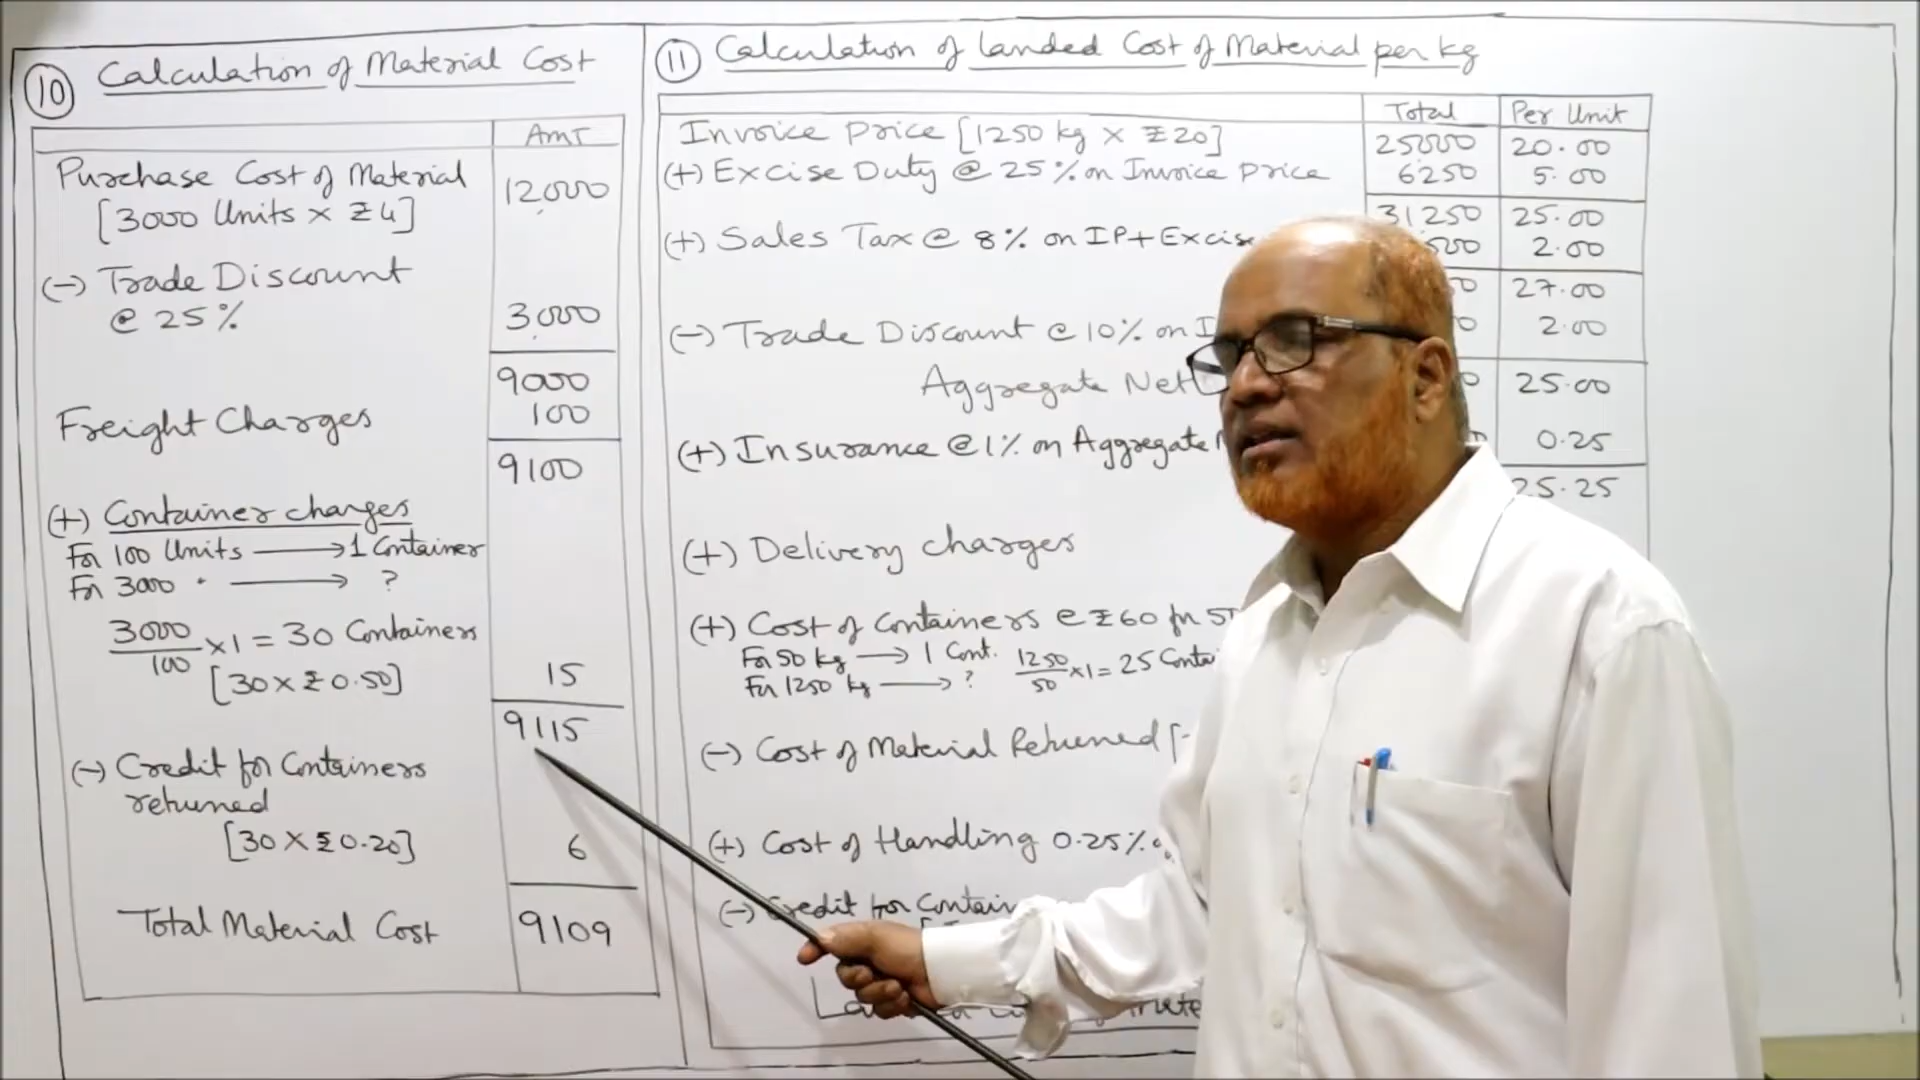 10 Calculation of Material Cost
AMT
Purchase Cost of Material 12,000
[3000 Units × ₹4]
(-) Trade Discount
@ 25% 3000
9000
Freight Charges 100
9100
(+) Container charges
For 100 Units → 1 Container
For 3000 " → ?
3000/100 × 1 = 30 Containers
[30 × ₹0.50] 15
9115
(-) Credit for Containers
returned
[30 × ₹0.20] 6
Total Material Cost 9109
11 Calculation of Landed Cost of Material per kg
Total Per Unit
Invoice Price [1250 kg × ₹20] 25000 20.00
(+) Excise Duty @ 25% on Invoice Price 6250 5.00
31250 25.00
(+) Sales Tax @ 8% on IP + Excise 2.00
27.00
(-) Trade Discount @ 10% on 2.00
Aggregate Net 25.00
(+) Insurance @ 1% on Aggregate 0.25
25.25
(+) Delivery charges
(+) Cost of Containers @ ₹60 for
For 50 kg → 1 Cont. 1250/50 × 1 = 25
For 1250 kg → ?
(-) Cost of Material Returned
(+) Cost of Handling 0.25%
(-) Credit for